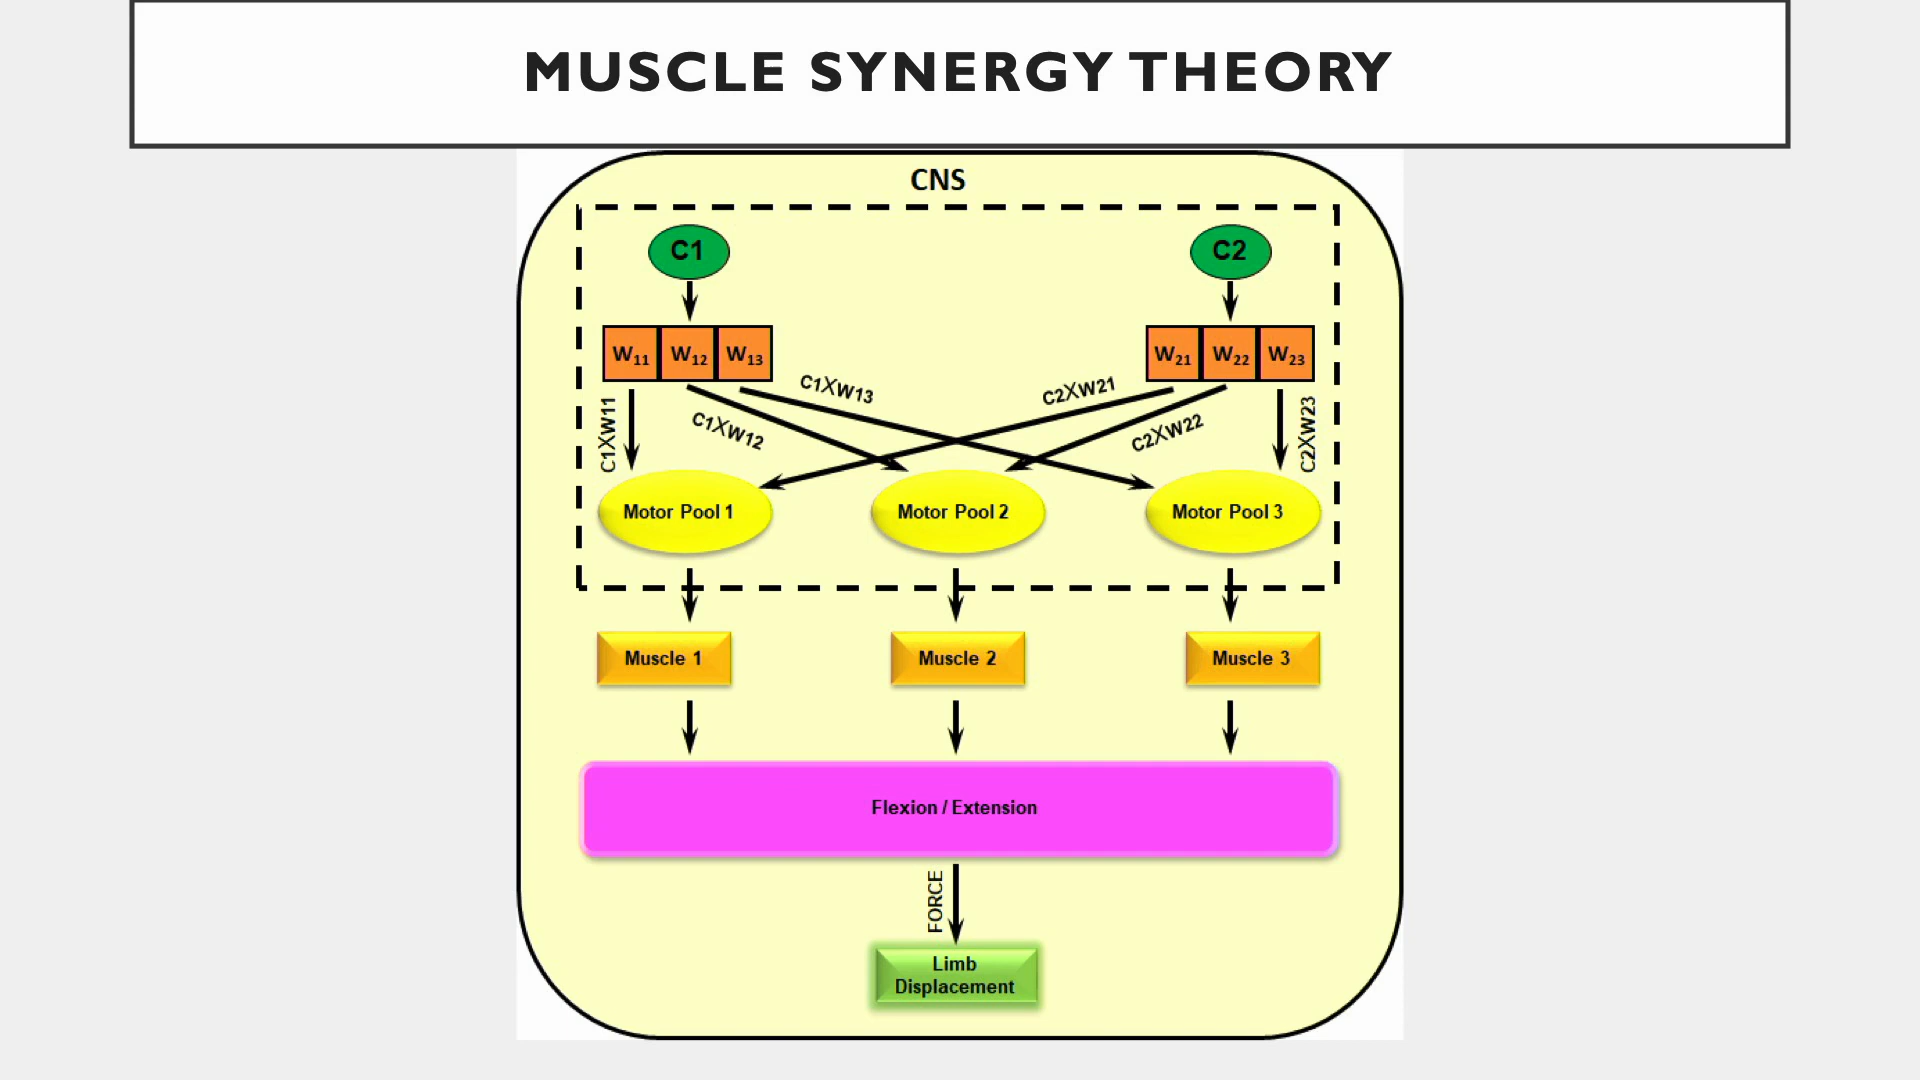 MUSCLE SYNERGY THEORY
CNS
C1
C2
W11 W12 W13
W21 W22 W23
C1XW11
C1XW12
C1XW13
C2XW21
C2XW22
C2XW23
Motor Pool 1
Motor Pool 2
Motor Pool 3
Muscle 1
Muscle 2
Muscle 3
Flexion / Extension
FORCE
Limb
Displacement